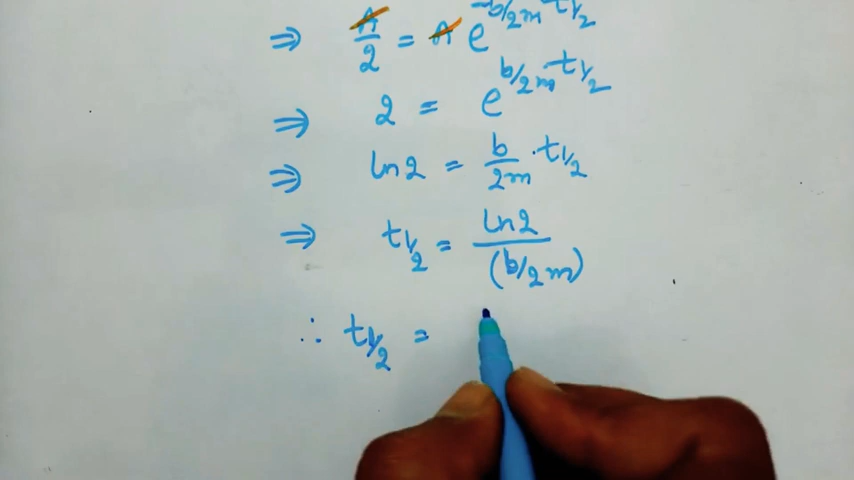 ⇒ A/2 = A e^(-b/2m t1/2)
⇒ 2 = e^(b/2m t1/2)
⇒ ln2 = b/2m · t1/2
⇒ t1/2 = ln2/(b/2m)
∴ t1/2 =